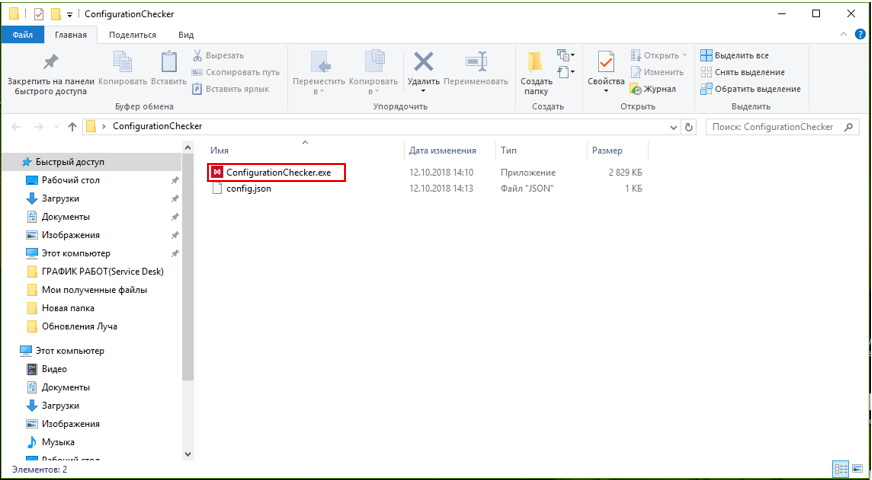 ConfigurationChecker
Файл Главная Поделиться Вид
Закрепить на панели быстрого доступа
Копировать
Вставить
Вырезать
Скопировать путь
Вставить ярлык
Буфер обмена
Переместить в
Копировать в
Удалить
Переименовать
Упорядочить
Создать папку
Создать
Свойства
Открыть
Изменить
Журнал
Открыть
Выделить все
Снять выделение
Обратить выделение
Выделить
ConfigurationChecker
Поиск: ConfigurationChecker
Быстрый доступ
Рабочий стол
Загрузки
Документы
Изображения
Этот компьютер
ГРАФИК РАБОТ(Service Desk)
Мои полученные файлы
Новая папка
Обновления Луча
Этот компьютер
Видео
Документы
Загрузки
Изображения
Музыка
Рабочий стол
Имя Дата изменения Тип Размер
ConfigurationChecker.exe 12.10.2018 14:10 Приложение 2 829 КБ
config.json 12.10.2018 14:13 Файл "JSON" 1 КБ
Элементов: 2